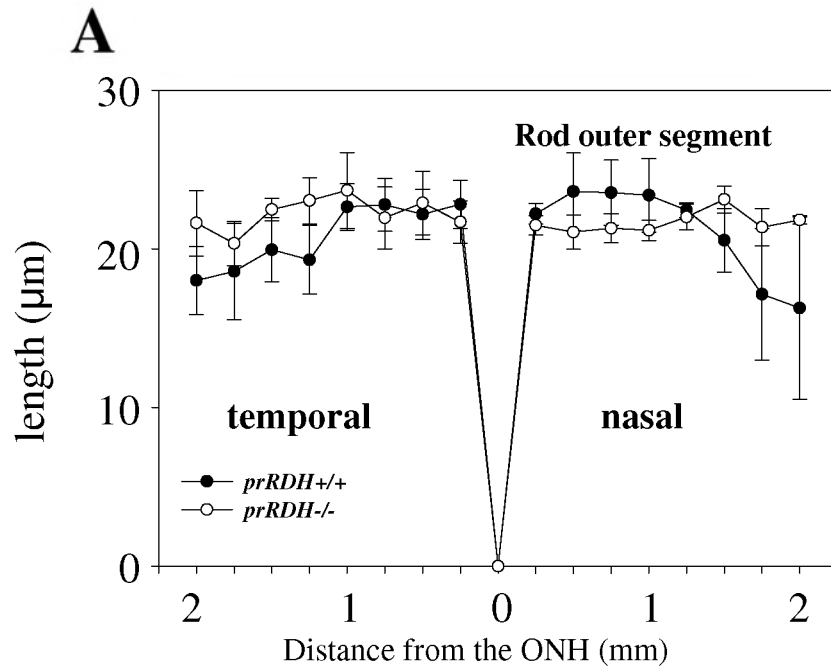 A
30
Rod outer segment
20
length (μm)
10
temporal
nasal
prRDH+/+
prRDH-/-
0
2 1 0 1 2
Distance from the ONH (mm)